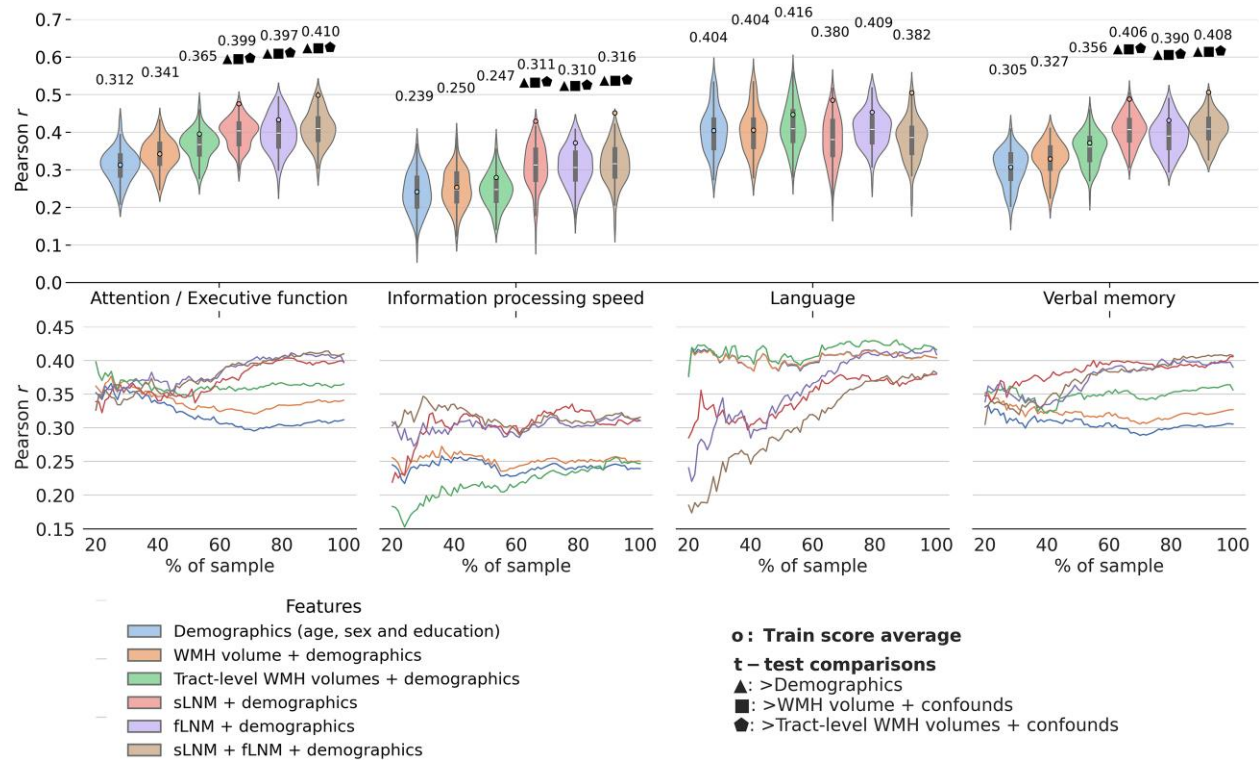 0.7
0.6
0.5
0.4
0.3
0.2
0.1
0.0
Pearson r
0.312
0.341
0.365
0.399
▲■⬟
0.397
▲■⬟
0.410
▲■⬟
0.239
0.250
0.247
0.311
▲■⬟
0.310
▲■⬟
0.316
▲■⬟
0.404
0.404
0.416
0.380
0.409
0.382
0.305
0.327
0.356
0.406
▲■⬟
0.390
▲■⬟
0.408
▲■⬟
Attention / Executive function
Information processing speed
Language
Verbal memory
0.45
0.40
0.35
0.30
0.25
0.20
0.15
Pearson r
20 40 60 80 100
% of sample
20 40 60 80 100
% of sample
20 40 60 80 100
% of sample
20 40 60 80 100
% of sample
Features
Demographics (age, sex and education)
WMH volume + demographics
Tract-level WMH volumes + demographics
sLNM + demographics
fLNM + demographics
sLNM + fLNM + demographics
o : Train score average
t – test comparisons
▲: >Demographics
■: >WMH volume + confounds
⬟: >Tract-level WMH volumes + confounds